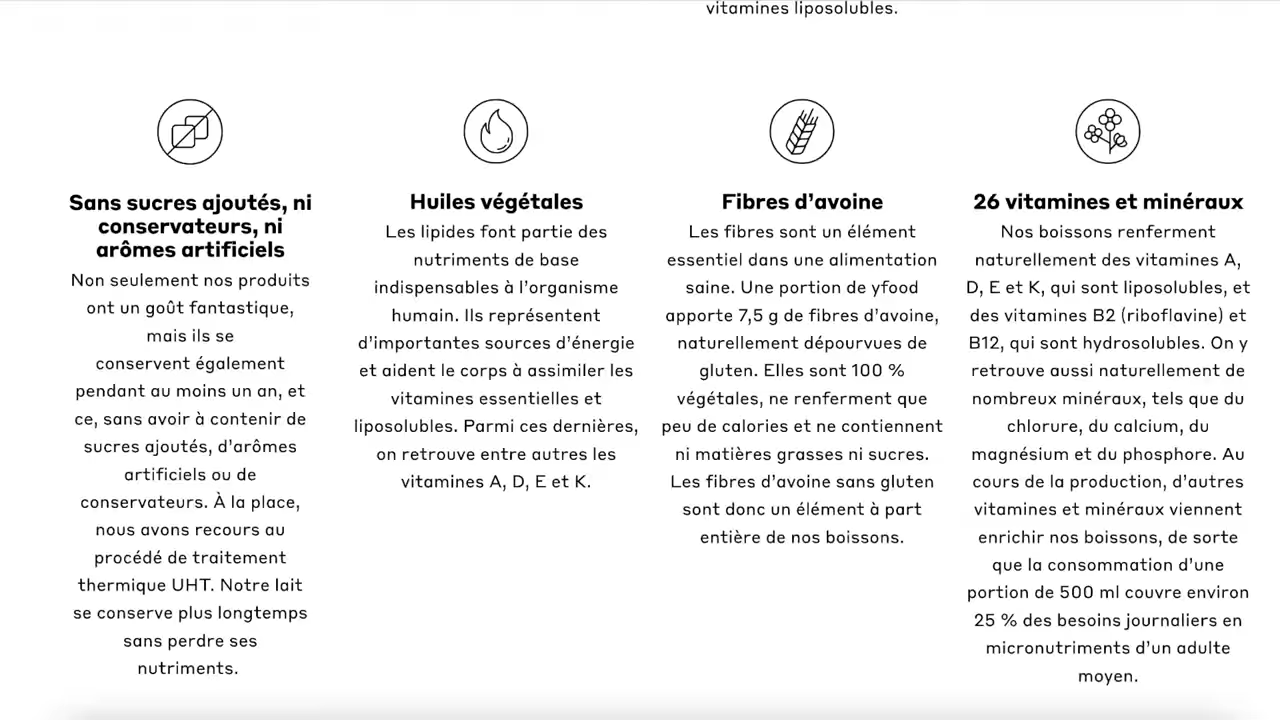 vitamines liposolubles.
Sans sucres ajoutés, ni
conservateurs, ni
arômes artificiels
Non seulement nos produits
ont un goût fantastique,
mais ils se
conservent également
pendant au moins un an, et
ce, sans avoir à contenir de
sucres ajoutés, d’arômes
artificiels ou de
conservateurs. À la place,
nous avons recours au
procédé de traitement
thermique UHT. Notre lait
se conserve plus longtemps
sans perdre ses
nutriments.
Huiles végétales
Les lipides font partie des
nutriments de base
indispensables à l’organisme
humain. Ils représentent
d’importantes sources d’énergie
et aident le corps à assimiler les
vitamines essentielles et
liposolubles. Parmi ces dernières,
on retrouve entre autres les
vitamines A, D, E et K.
Fibres d’avoine
Les fibres sont un élément
essentiel dans une alimentation
saine. Une portion de yfood
apporte 7,5 g de fibres d’avoine,
naturellement dépourvues de
gluten. Elles sont 100 %
végétales, ne renferment que
peu de calories et ne contiennent
ni matières grasses ni sucres.
Les fibres d’avoine sans gluten
sont donc un élément à part
entière de nos boissons.
26 vitamines et minéraux
Nos boissons renferment
naturellement des vitamines A,
D, E et K, qui sont liposolubles, et
des vitamines B2 (riboflavine) et
B12, qui sont hydrosolubles. On y
retrouve aussi naturellement de
nombreux minéraux, tels que du
chlorure, du calcium, du
magnésium et du phosphore. Au
cours de la production, d’autres
vitamines et minéraux viennent
enrichir nos boissons, de sorte
que la consommation d’une
portion de 500 ml couvre environ
25 % des besoins journaliers en
micronutriments d’un adulte
moyen.